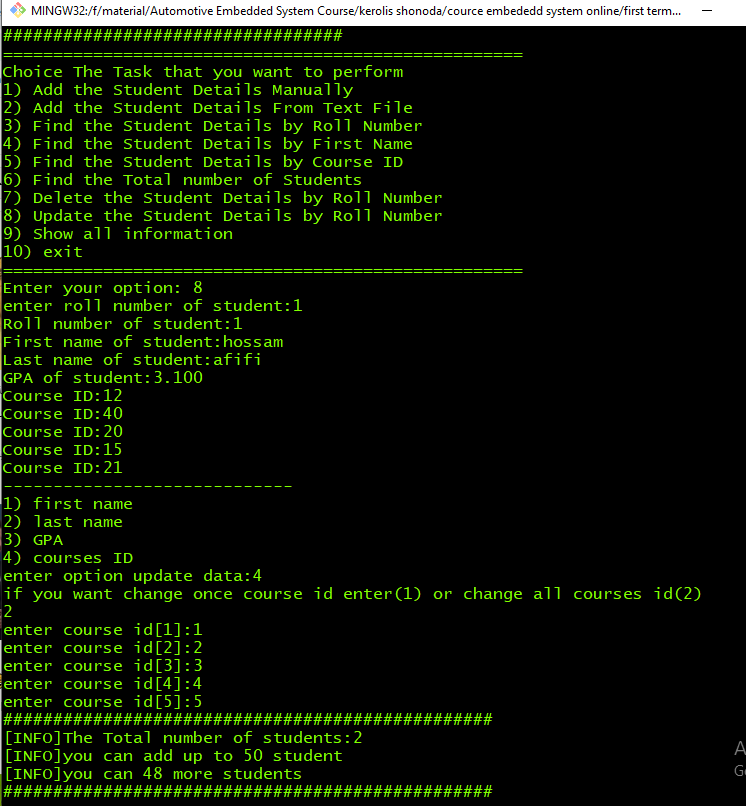 MINGW32:/f/material/Automotive Embedded System Course/kerolis shonoda/cource embededd system online/first term...
##################################
====================================================
Choice The Task that you want to perform
1) Add the Student Details Manually
2) Add the Student Details From Text File
3) Find the Student Details by Roll Number
4) Find the Student Details by First Name
5) Find the Student Details by Course ID
6) Find the Total number of Students
7) Delete the Student Details by Roll Number
8) Update the Student Details by Roll Number
9) Show all information
10) exit
====================================================
Enter your option: 8
enter roll number of student:1
Roll number of student:1
First name of student:hossam
Last name of student:afifi
GPA of student:3.100
Course ID:12
Course ID:40
Course ID:20
Course ID:15
Course ID:21
-----------------------------
1) first name
2) last name
3) GPA
4) courses ID
enter option update data:4
if you want change once course id enter(1) or change all courses id(2)
2
enter course id[1]:1
enter course id[2]:2
enter course id[3]:3
enter course id[4]:4
enter course id[5]:5
#################################################
[INFO]The Total number of students:2
[INFO]you can add up to 50 student
[INFO]you can 48 more students
#################################################